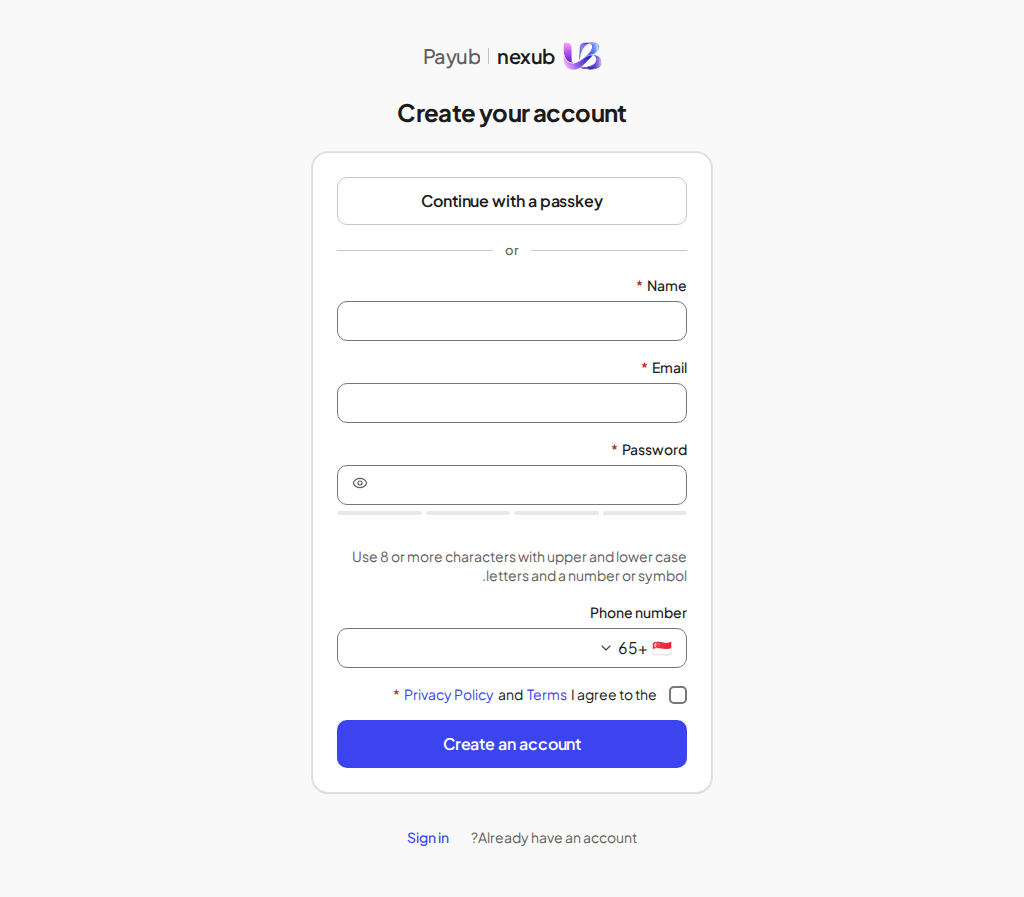 Payub | nexub
Create your account
Continue with a passkey
or
* Name
* Email
* Password
Use 8 or more characters with upper and lower case
.letters and a number or symbol
Phone number
65+
* Privacy Policy and Terms I agree to the
Create an account
Sign in ?Already have an account